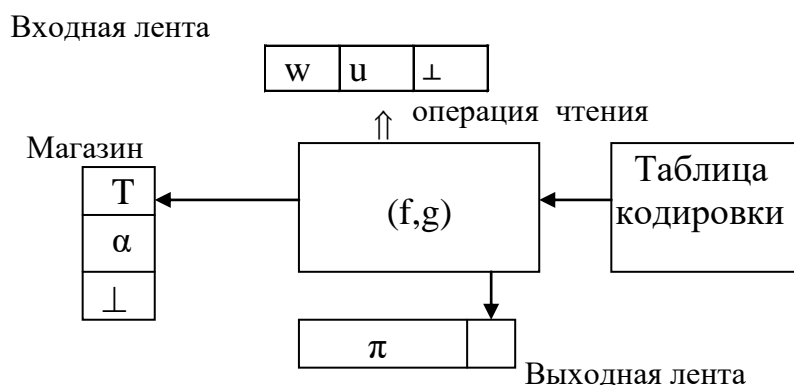 Входная лента
w u ⊥
⇑ операция чтения
Магазин
T
α
⊥
(f,g)
Таблица
кодировки
π
Выходная лента